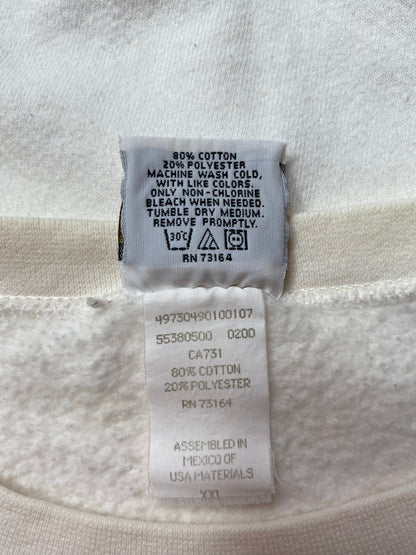 80% COTTON
20% POLYESTER
MACHINE WASH COLD,
WITH LIKE COLORS.
ONLY NON-CHLORINE
BLEACH WHEN NEEDED.
TUMBLE DRY MEDIUM.
REMOVE PROMPTLY.
30°C
RN 73164
49730490100107
55380500 0200
CA731
80% COTTON
20% POLYESTER
RN 73164
ASSEMBLED IN
MEXICO OF
USA MATERIALS
XXL